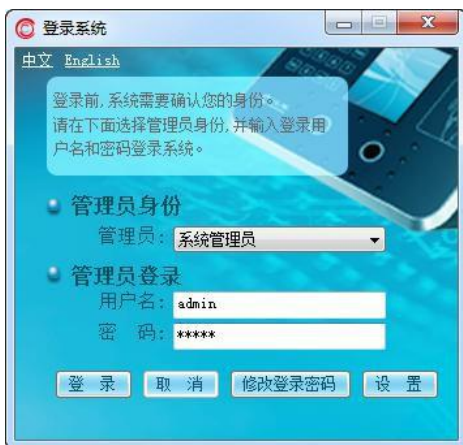 登录系统
中文 English
登录前,系统需要确认您的身份。
请在下面选择管理员身份,并输入登录用
户名和密码登录系统。
管理员身份
管理员: 系统管理员
管理员登录
用户名: admin
密 码: *****
登 录 取 消 修改登录密码 设 置